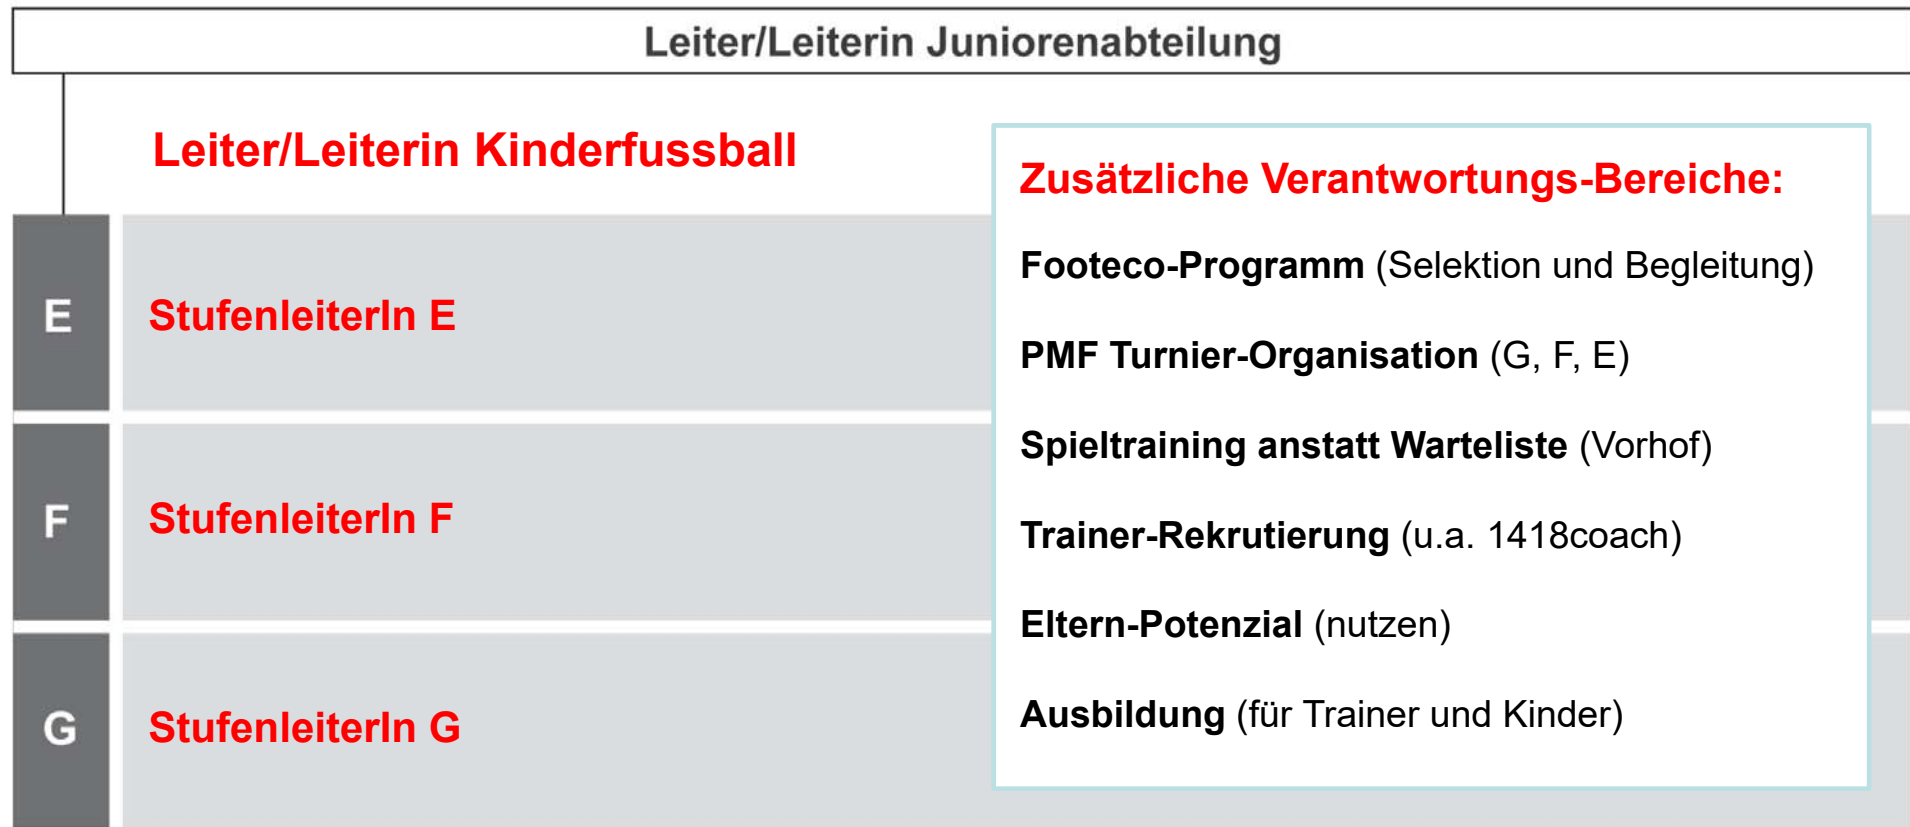 Leiter/Leiterin Juniorenabteilung
Leiter/Leiterin Kinderfussball
E
StufenleiterIn E
F
StufenleiterIn F
G
StufenleiterIn G
Zusätzliche Verantwortungs-Bereiche:
Footeco-Programm (Selektion und Begleitung)
PMF Turnier-Organisation (G, F, E)
Spieltraining anstatt Warteliste (Vorhof)
Trainer-Rekrutierung (u.a. 1418coach)
Eltern-Potenzial (nutzen)
Ausbildung (für Trainer und Kinder)